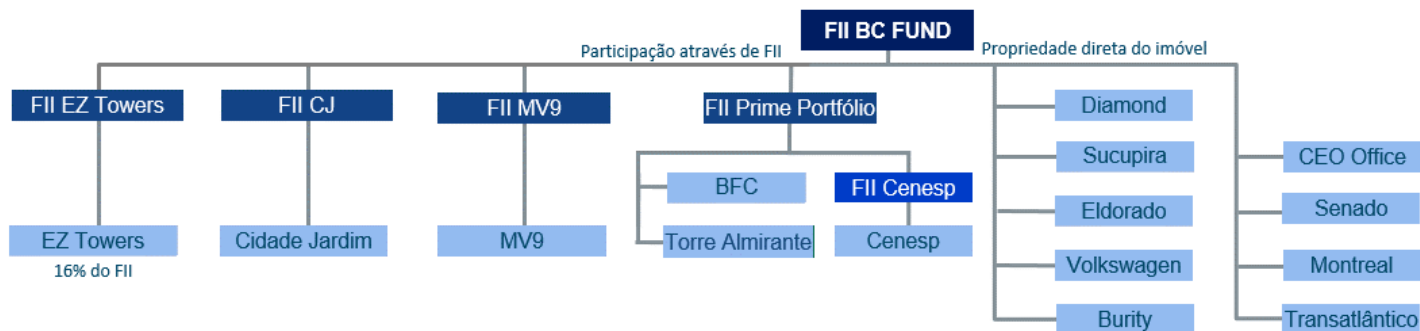 FII BC FUND
Participação através de FII
Propriedade direta do imóvel
FII EZ Towers
FII CJ
FII MV9
FII Prime Portfólio
Diamond
Sucupira
CEO Office
BFC
FII Cenesp
Eldorado
Senado
EZ Towers
Cidade Jardim
MV9
Torre Almirante
Cenesp
16% do FII
Volkswagen
Montreal
Burity
Transatlântico